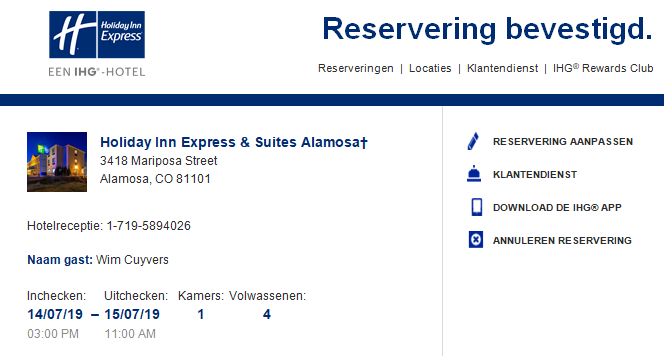 Holiday Inn
Express
EEN IHG®-HOTEL
Reservering bevestigd.
Reserveringen | Locaties | Klantendienst | IHG® Rewards Club
Holiday Inn Express & Suites Alamosa†
3418 Mariposa Street
Alamosa, CO 81101
Hotelreceptie: 1-719-5894026
Naam gast: Wim Cuyvers
Inchecken: Uitchecken: Kamers: Volwassenen:
14/07/19 – 15/07/19 1 4
03:00 PM 11:00 AM
RESERVERING AANPASSEN
KLANTENDIENST
DOWNLOAD DE IHG® APP
ANNULEREN RESERVERING